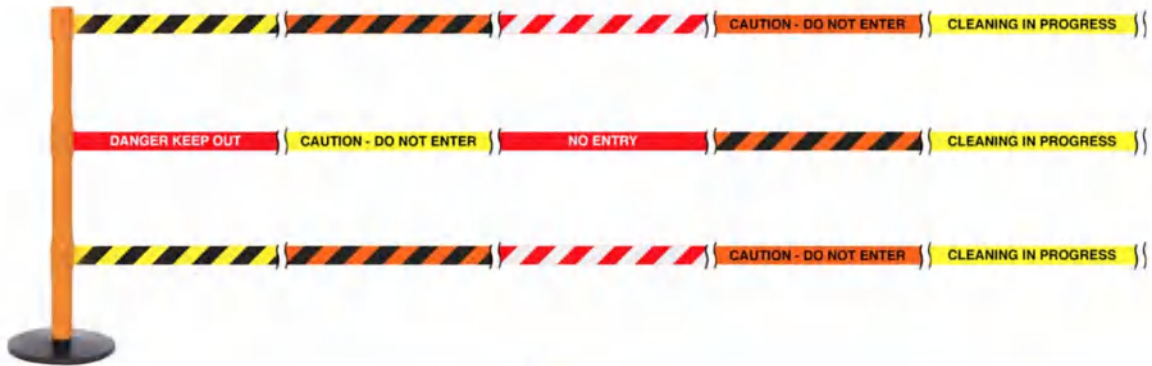 CAUTION - DO NOT ENTER
CLEANING IN PROGRESS
DANGER KEEP OUT
CAUTION - DO NOT ENTER
NO ENTRY
CLEANING IN PROGRESS
CAUTION - DO NOT ENTER
CLEANING IN PROGRESS